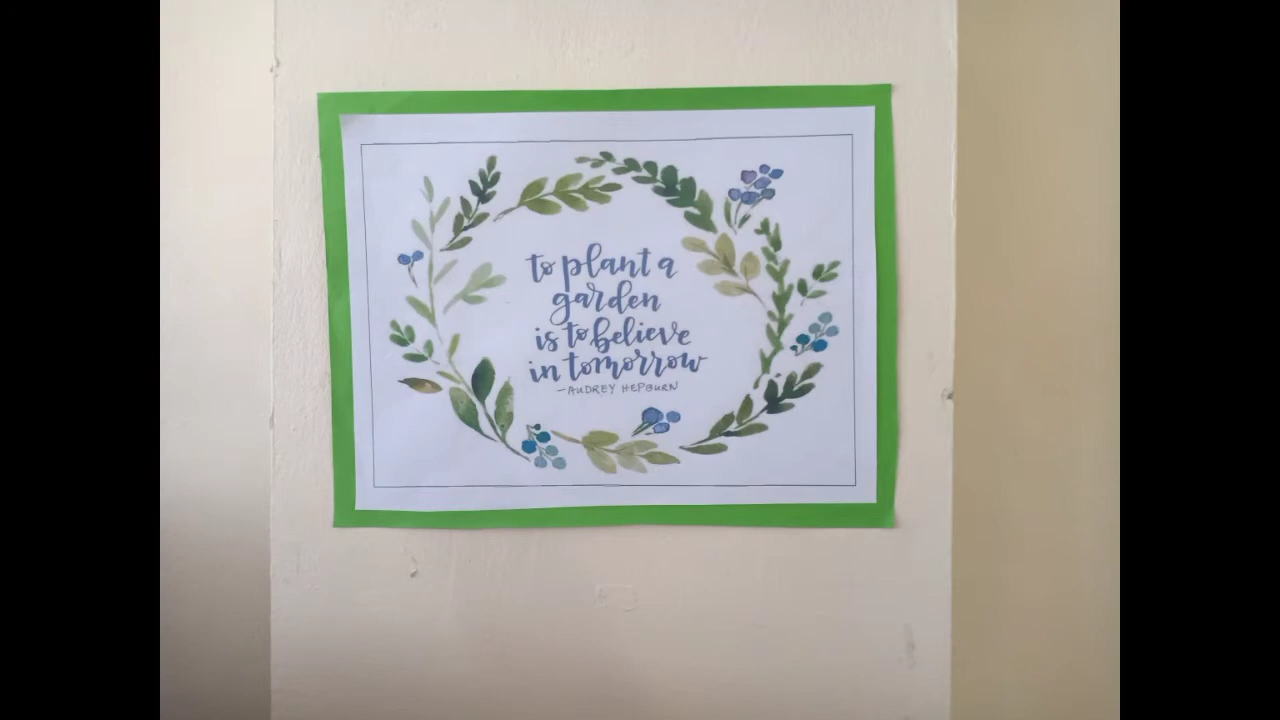 to plant a
garden
is to believe
in tomorrow
-AUDREY HEPBURN